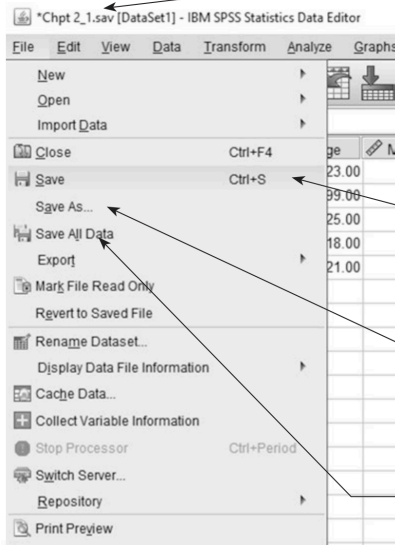 *Chpt 2_1.sav [DataSet1] - IBM SPSS Statistics Data Editor
File Edit View Data Transform Analyze Graphs
New
Open
Import Data
Close Ctrl+F4
Save Ctrl+S
Save As...
Save All Data
Export
Mark File Read Only
Revert to Saved File
Rename Dataset...
Display Data File Information
Cache Data...
Collect Variable Information
Stop Processor Ctrl+Period
Switch Server...
Repository
Print Preview
23.00
99.00
25.00
18.00
21.00